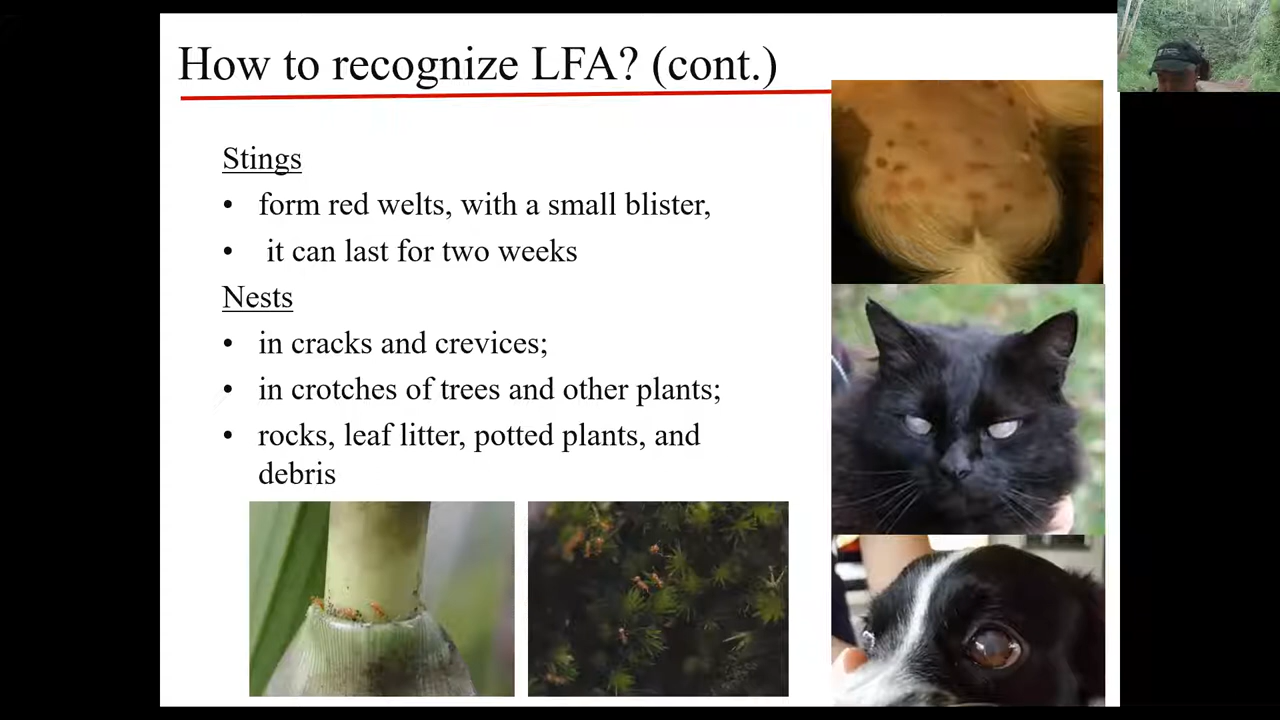 How to recognize LFA? (cont.)
Stings
• form red welts, with a small blister,
• it can last for two weeks
Nests
• in cracks and crevices;
• in crotches of trees and other plants;
• rocks, leaf litter, potted plants, and
debris